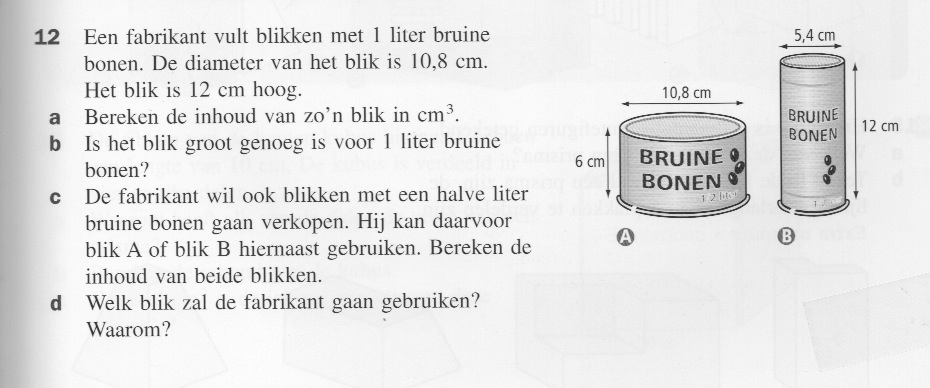 12 Een fabrikant vult blikken met 1 liter bruine
bonen. De diameter van het blik is 10,8 cm.
Het blik is 12 cm hoog.
a Bereken de inhoud van zo'n blik in cm³.
b Is het blik groot genoeg is voor 1 liter bruine
bonen?
c De fabrikant wil ook blikken met een halve liter
bruine bonen gaan verkopen. Hij kan daarvoor
blik A of blik B hiernaast gebruiken. Bereken de
inhoud van beide blikken.
d Welk blik zal de fabrikant gaan gebruiken?
Waarom?
10,8 cm
6 cm
BRUINE
BONEN
1/2 liter
A
5,4 cm
12 cm
BRUINE
BONEN
B